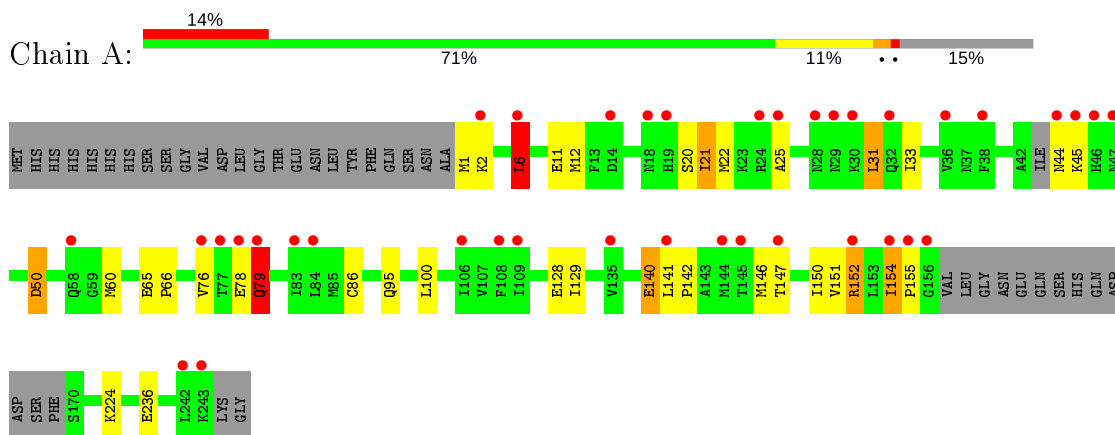 14%
Chain A:
71% 11% • • 15%
MET HIS HIS HIS HIS HIS HIS SER SER GLY VAL ASP LEU GLY THR GLU ASN LEU TYR PHE GLN SER ASN ALA M1 K2 L6 E11 M12 F13 D14 N18 H19 S20 I21 M22 K23 R24 A25 N28 N29 K30 L31 Q32 I33 V36 N37 F38 A42 ILE N44 K45 H46 N47
D50 Q58 G59 M60 E65 P66 V76 T77 E78 Q79 I83 L84 M85 C86 Q95 L100 I106 V107 F108 I109 E128 I129 V135 E140 L141 P142 A143 M144 T145 M146 T147 I150 V151 R152 L153 I154 P155 G156 VAL LEU GLY ASN GLU GLN SER HIS GLN ASP
ASP SER PHE S170 K224 E236 L242 K243 LYS GLY